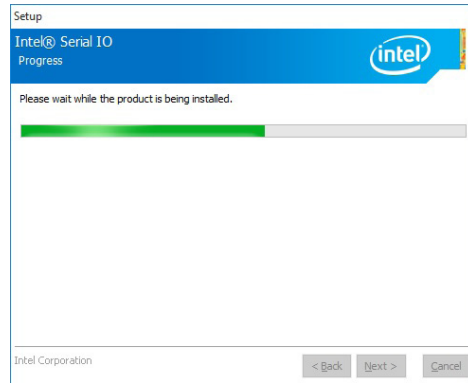 Setup
Intel® Serial IO
Progress
intel
Please wait while the product is being installed.
Intel Corporation
< Back
Next >
Cancel